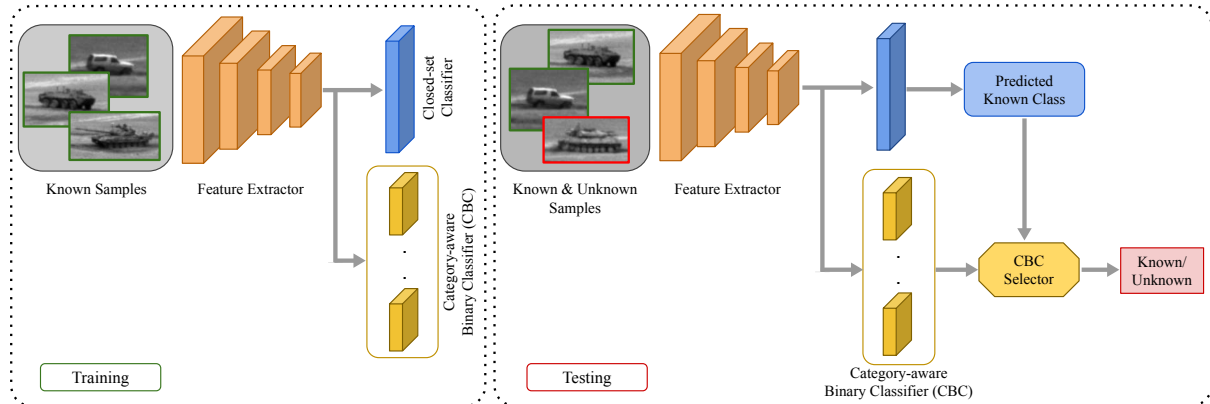 Known Samples
Feature Extractor
Closed-set
Classifier
Category-aware
Binary Classifier (CBC)
Training
Known & Unknown
Samples
Feature Extractor
Predicted
Known Class
CBC
Selector
Known/
Unknown
Category-aware
Binary Classifier (CBC)
Testing